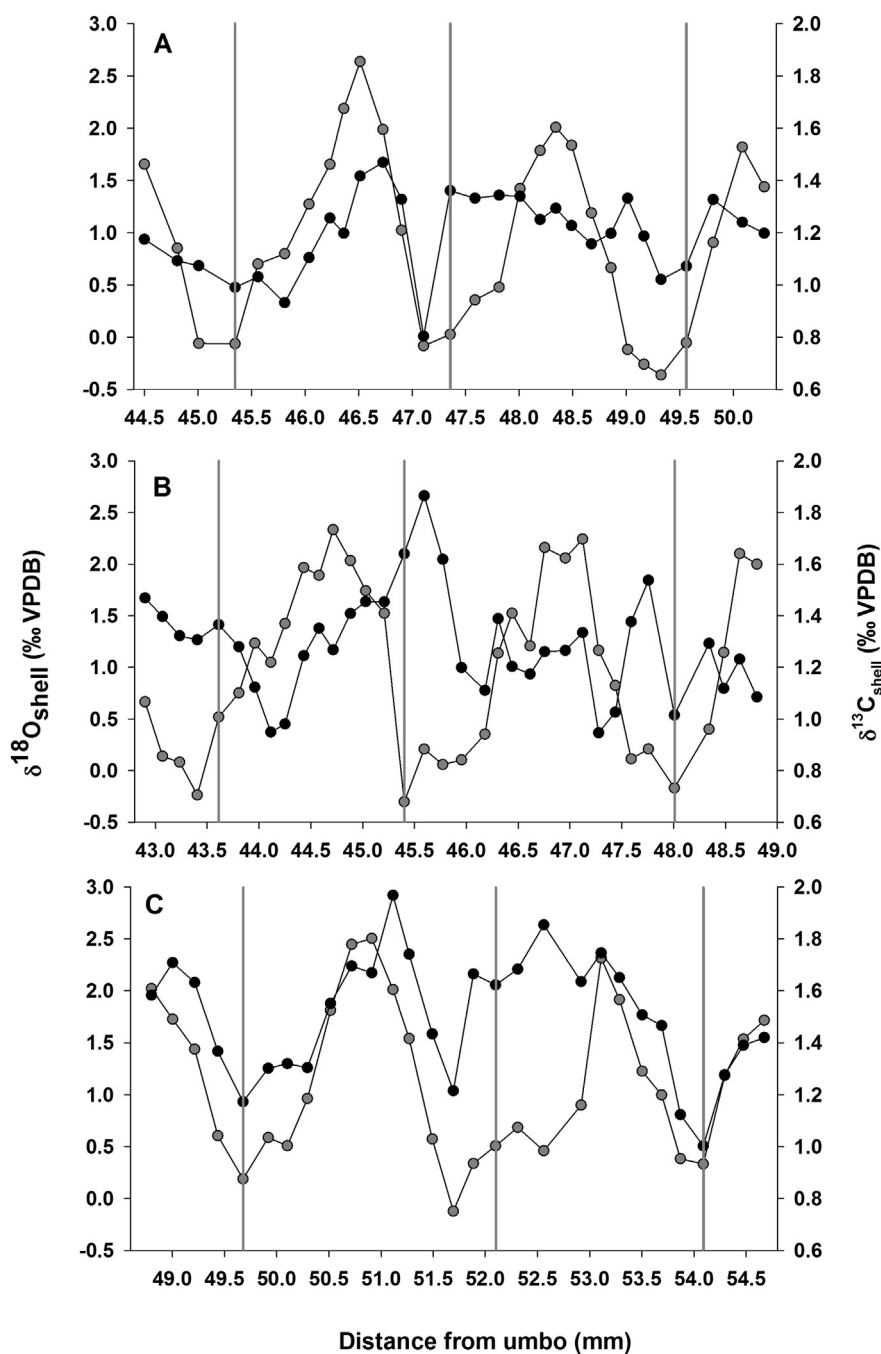 A
3.0 2.5 2.0 1.5 1.0 0.5 0.0 -0.5
2.0 1.8 1.6 1.4 1.2 1.0 0.8 0.6
44.5 45.0 45.5 46.0 46.5 47.0 47.5 48.0 48.5 49.0 49.5 50.0
B
3.0 2.5 2.0 1.5 1.0 0.5 0.0 -0.5
2.0 1.8 1.6 1.4 1.2 1.0 0.8 0.6
43.0 43.5 44.0 44.5 45.0 45.5 46.0 46.5 47.0 47.5 48.0 48.5 49.0
δ18Oshell (‰ VPDB)
δ13Cshell (‰ VPDB)
C
3.0 2.5 2.0 1.5 1.0 0.5 0.0 -0.5
2.0 1.8 1.6 1.4 1.2 1.0 0.8 0.6
49.0 49.5 50.0 50.5 51.0 51.5 52.0 52.5 53.0 53.5 54.0 54.5
Distance from umbo (mm)